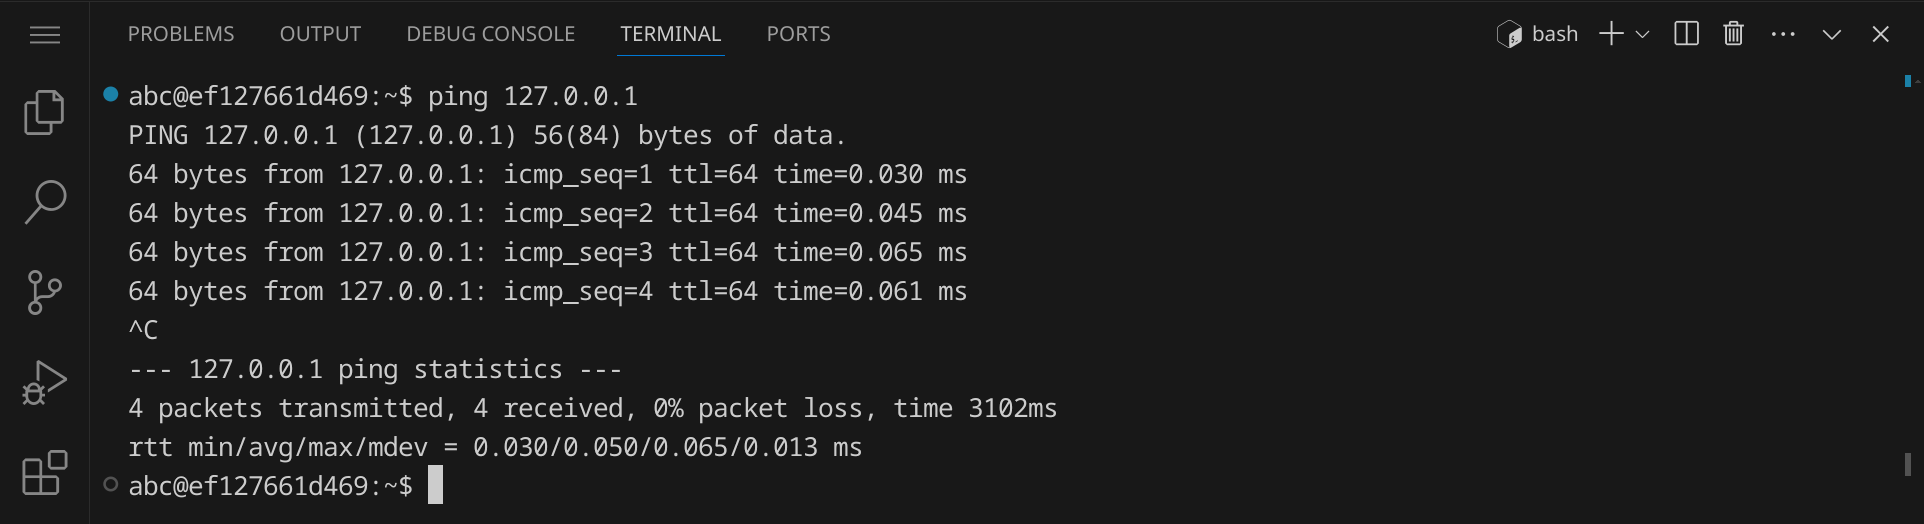 PROBLEMS OUTPUT DEBUG CONSOLE TERMINAL PORTS bash
abc@ef127661d469:~$ ping 127.0.0.1
PING 127.0.0.1 (127.0.0.1) 56(84) bytes of data.
64 bytes from 127.0.0.1: icmp_seq=1 ttl=64 time=0.030 ms
64 bytes from 127.0.0.1: icmp_seq=2 ttl=64 time=0.045 ms
64 bytes from 127.0.0.1: icmp_seq=3 ttl=64 time=0.065 ms
64 bytes from 127.0.0.1: icmp_seq=4 ttl=64 time=0.061 ms
^C
--- 127.0.0.1 ping statistics ---
4 packets transmitted, 4 received, 0% packet loss, time 3102ms
rtt min/avg/max/mdev = 0.030/0.050/0.065/0.013 ms
abc@ef127661d469:~$